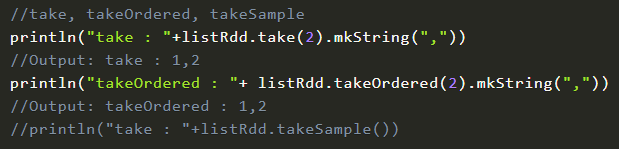 //take, takeOrdered, takeSample
println("take : "+listRdd.take(2).mkString(","))
//Output: take : 1,2
println("takeOrdered : "+ listRdd.takeOrdered(2).mkString(","))
//Output: takeOrdered : 1,2
//println("take : "+listRdd.takeSample())